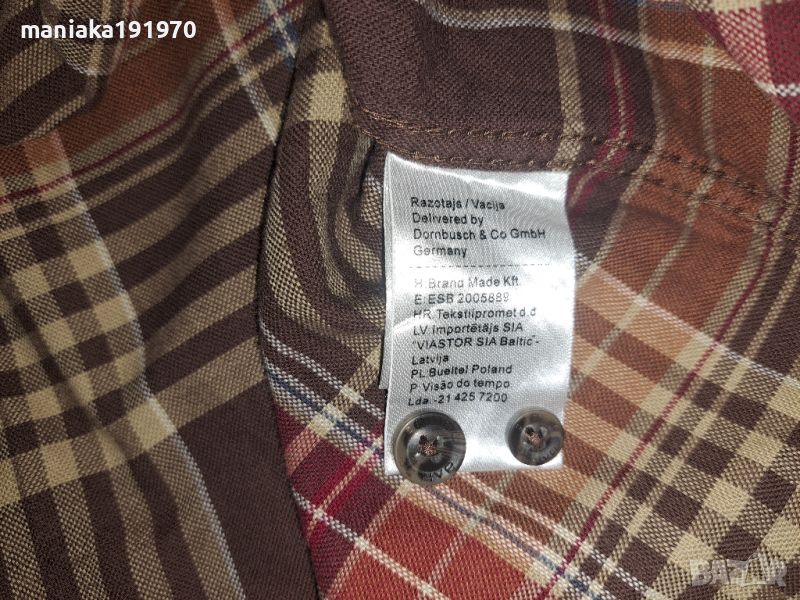 maniaka191970
Razotajs / Vacija
Delivered by
Dornbusch & Co GmbH
Germany
H.Brand Made Kft.
E:ESB 2005889
HR.Tekstilpromet d.d
LV.Importētājs SIA
"VIASTOR SIA Baltic"-
Latvija
PL.Bueltel Poland
P.Visão do tempo
Lda.-21 425 7200
BAZAR